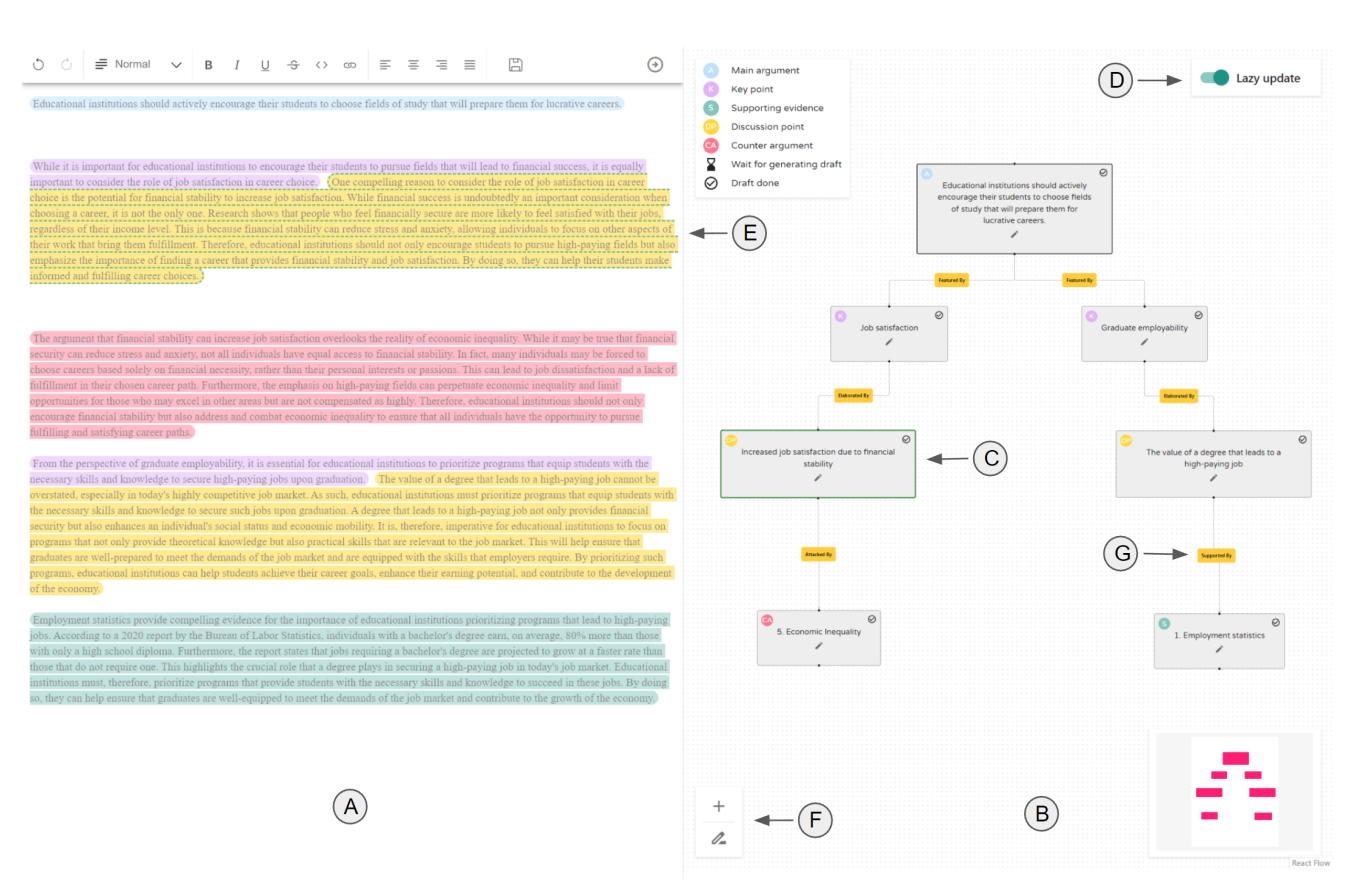 Normal
B
I
U
S
Educational institutions should actively encourage their students to choose fields of study that will prepare them for lucrative careers.
While it is important for educational institutions to encourage their students to pursue fields that will lead to financial success, it is equally
important to consider the role of job satisfaction in career choice. One compelling reason to consider the role of job satisfaction in career
choice is the potential for financial stability to increase job satisfaction. While financial success is undoubtedly an important consideration when
choosing a career, it is not the only one. Research shows that people who feel financially secure are more likely to feel satisfied with their jobs,
regardless of their income level. This is because financial stability can reduce stress and anxiety, allowing individuals to focus on other aspects of
their work that bring them fulfillment. Therefore, educational institutions should not only encourage students to pursue high-paying fields but also
emphasize the importance of finding a career that provides financial stability and job satisfaction. By doing so, they can help their students make
informed and fulfilling career choices.
The argument that financial stability can increase job satisfaction overlooks the reality of economic inequality. While it may be true that financial
security can reduce stress and anxiety, not all individuals have equal access to financial stability. In fact, many individuals may be forced to
choose careers based solely on financial necessity, rather than their personal interests or passions. This can lead to job dissatisfaction and a lack of
fulfillment in their chosen career path. Furthermore, the emphasis on high-paying fields can perpetuate economic inequality and limit
opportunities for those who may excel in other areas but are not compensated as highly. Therefore, educational institutions should not only
encourage financial stability but also address and combat economic inequality to ensure that all individuals have the opportunity to pursue
fulfilling and satisfying career paths.
From the perspective of graduate employability, it is essential for educational institutions to prioritize programs that equip students with the
necessary skills and knowledge to secure high-paying jobs upon graduation. The value of a degree that leads to a high-paying job cannot be
overstated, especially in today's highly competitive job market. As such, educational institutions must prioritize programs that equip students with
the necessary skills and knowledge to secure such jobs upon graduation. A degree that leads to a high-paying job not only provides financial
security but also enhances an individual's social status and economic mobility. It is, therefore, imperative for educational institutions to focus on
programs that not only provide theoretical knowledge but also practical skills that are relevant to the job market. This will help ensure that
graduates are well-prepared to meet the demands of the job market and are equipped with the skills that employers require. By prioritizing such
programs, educational institutions can help students achieve their career goals, enhance their earning potential, and contribute to the development
of the economy.
Employment statistics provide compelling evidence for the importance of educational institutions prioritizing programs that lead to high-paying
jobs. According to a 2020 report by the Bureau of Labor Statistics, individuals with a bachelor's degree earn, on average, 80% more than those
with only a high school diploma. Furthermore, the report states that jobs requiring a bachelor's degree are projected to grow at a faster rate than
those that do not require one. This highlights the crucial role that a degree plays in securing a high-paying job in today's job market. Educational
institutions must, therefore, prioritize programs that provide students with the necessary skills and knowledge to succeed in these jobs. By doing
so, they can help ensure that graduates are well-equipped to meet the demands of the job market and contribute to the growth of the economy.
A
A Main argument
K Key point
S Supporting evidence
DP Discussion point
CA Counter argument
Wait for generating draft
Draft done
D
Lazy update
E
A
Educational institutions should actively
encourage their students to choose fields
of study that will prepare them for
lucrative careers.
Featured By
Featured By
K
Job satisfaction
K
Graduate employability
Elaborated By
Elaborated By
DP
Increased job satisfaction due to financial
stability
C
DP
The value of a degree that leads to a
high-paying job
Attacked By
G
Supported By
CA
5. Economic Inequality
S
1. Employment statistics
F
B
React Flow